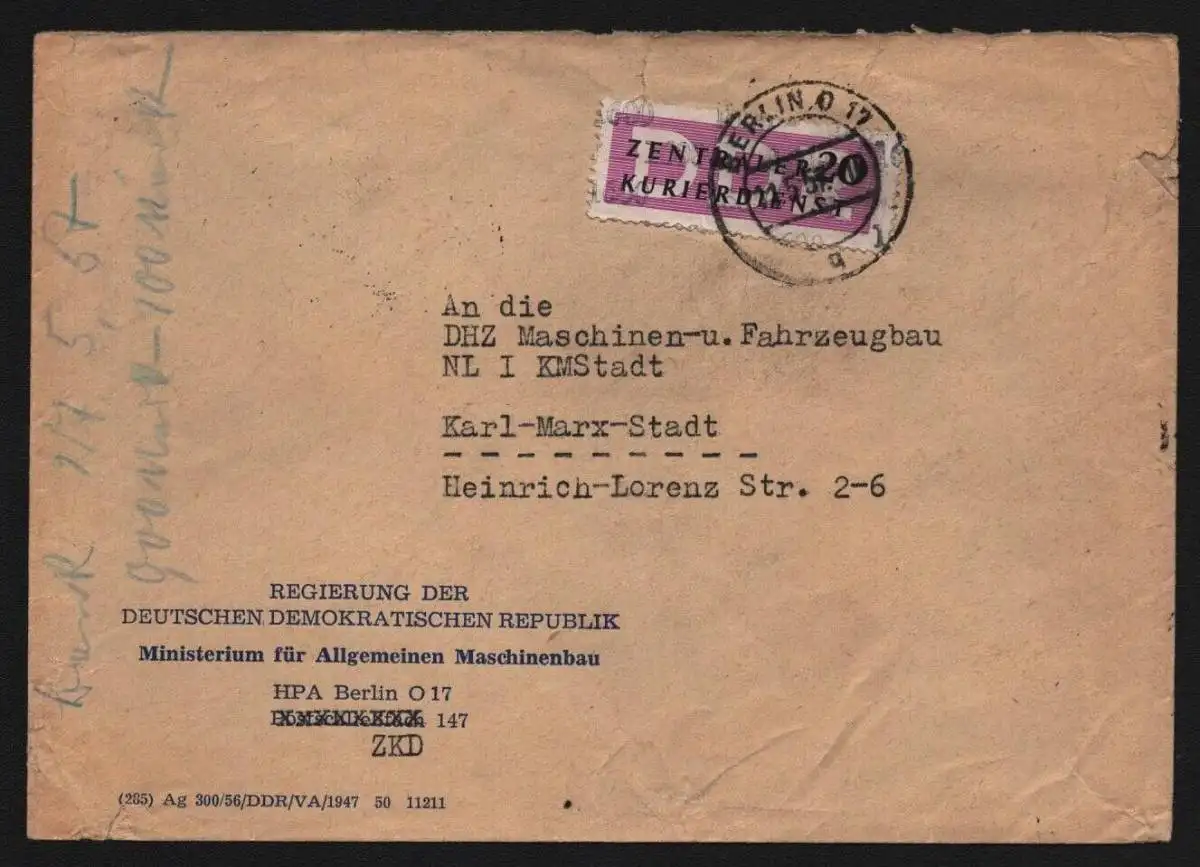 BERLIN O 17
DDR
ZENTRALER 20
KURIERDIENST
An die
DHZ Maschinen-u. Fahrzeugbau
NL I KMStadt
Karl-Marx-Stadt
Heinrich-Lorenz Str. 2-6
REGIERUNG DER
DEUTSCHEN DEMOKRATISCHEN REPUBLIK
Ministerium für Allgemeinen Maschinenbau
HPA Berlin O 17
Postschließfach 147
ZKD
(285) Ag 300/56/DDR/VA/1947 50 11211